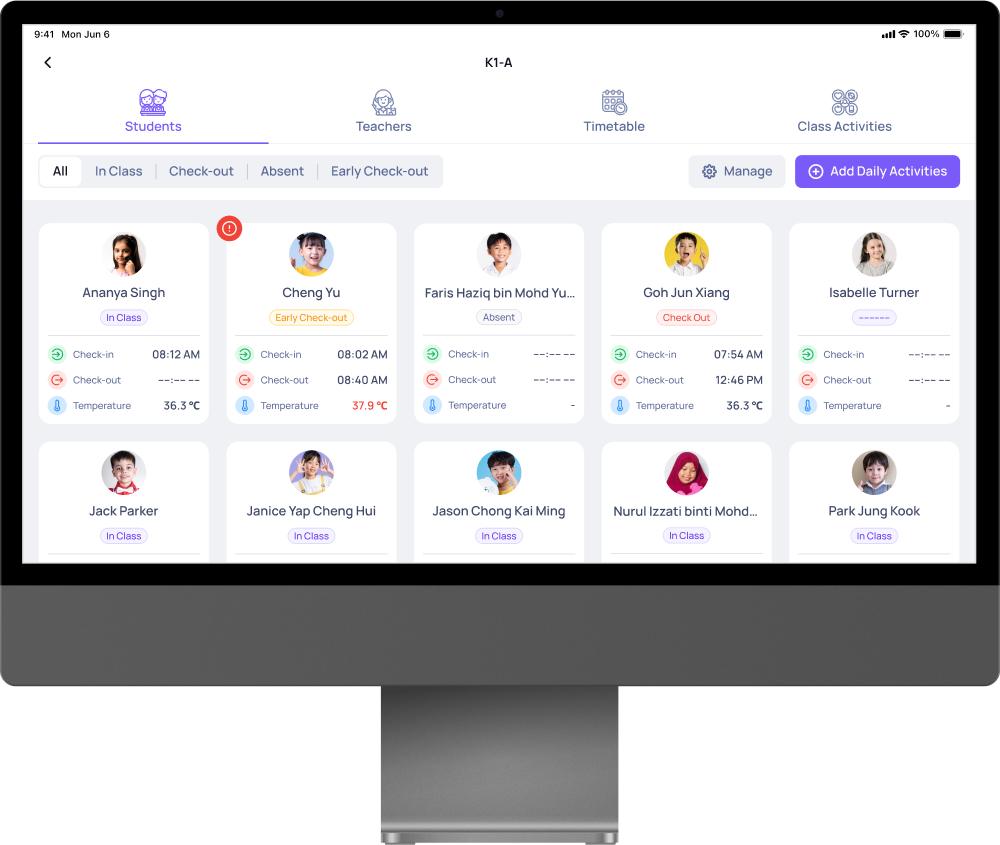 9:41 Mon Jun 6 100%
K1-A
Students Teachers Timetable Class Activities
All In Class Check-out Absent Early Check-out Manage Add Daily Activities
Ananya Singh Cheng Yu Faris Haziq bin Mohd Yu... Goh Jun Xiang Isabelle Turner
In Class Early Check-out Absent Check Out ------
Check-in 08:12 AM Check-in 08:02 AM Check-in --:-- -- Check-in 07:54 AM Check-in --:-- --
Check-out --:-- -- Check-out 08:40 AM Check-out --:-- -- Check-out 12:46 PM Check-out --:-- --
Temperature 36.3 ℃ Temperature 37.9 ℃ Temperature - Temperature 36.3 ℃ Temperature -
Jack Parker Janice Yap Cheng Hui Jason Chong Kai Ming Nurul Izzati binti Mohd... Park Jung Kook
In Class In Class In Class In Class In Class